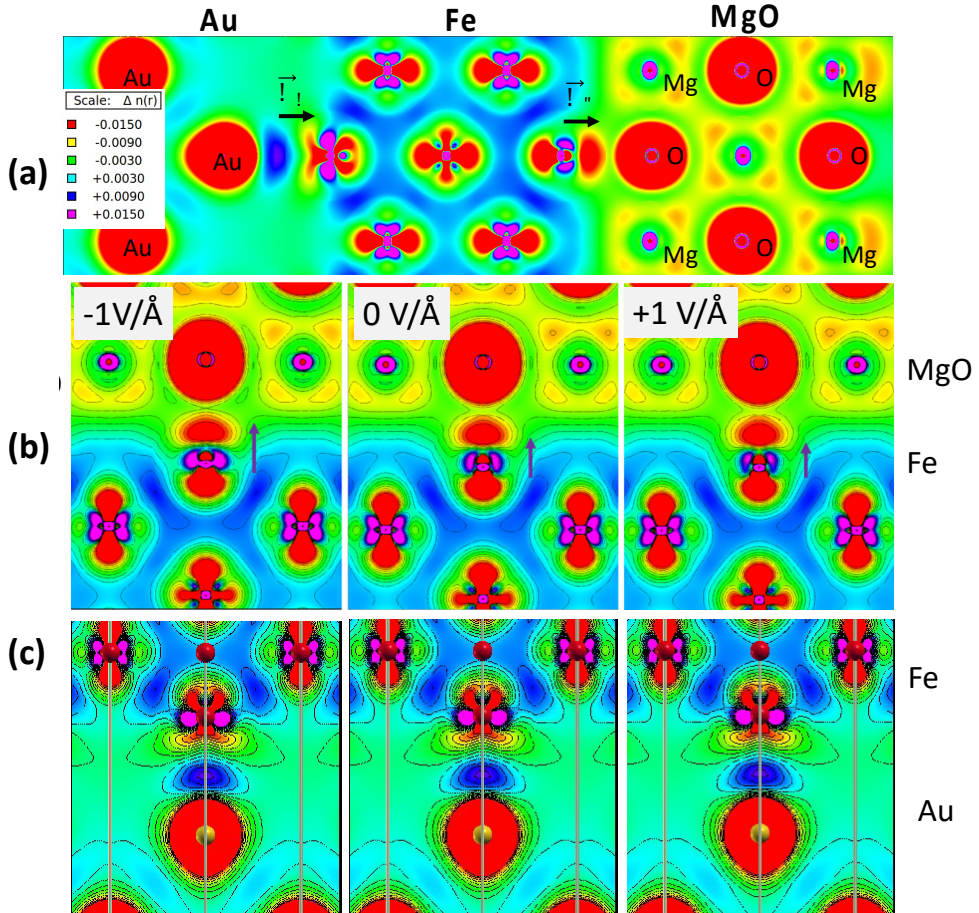 Au Fe MgO
(a)
Au Mg O Mg
Scale: Δ n(r)
-0.0150
-0.0090
-0.0030
+0.0030
+0.0090
+0.0150
Au O O
Au Mg O Mg
(b)
-1V/Å 0 V/Å +1 V/Å
MgO
Fe
(c)
Fe
Au